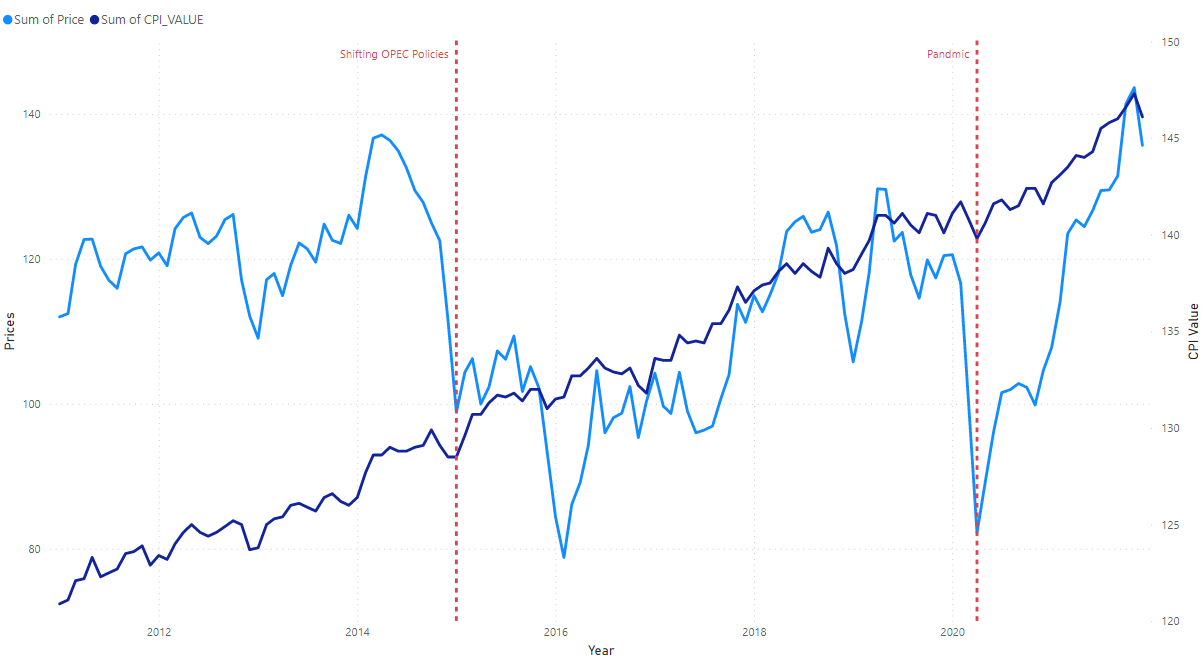 Sum of Price Sum of CPI_VALUE
Shifting OPEC Policies
Pandmic
150
140
145
120
140
135
100
130
80
125
120
Prices
CPI Value
2012 2014 2016 2018 2020
Year